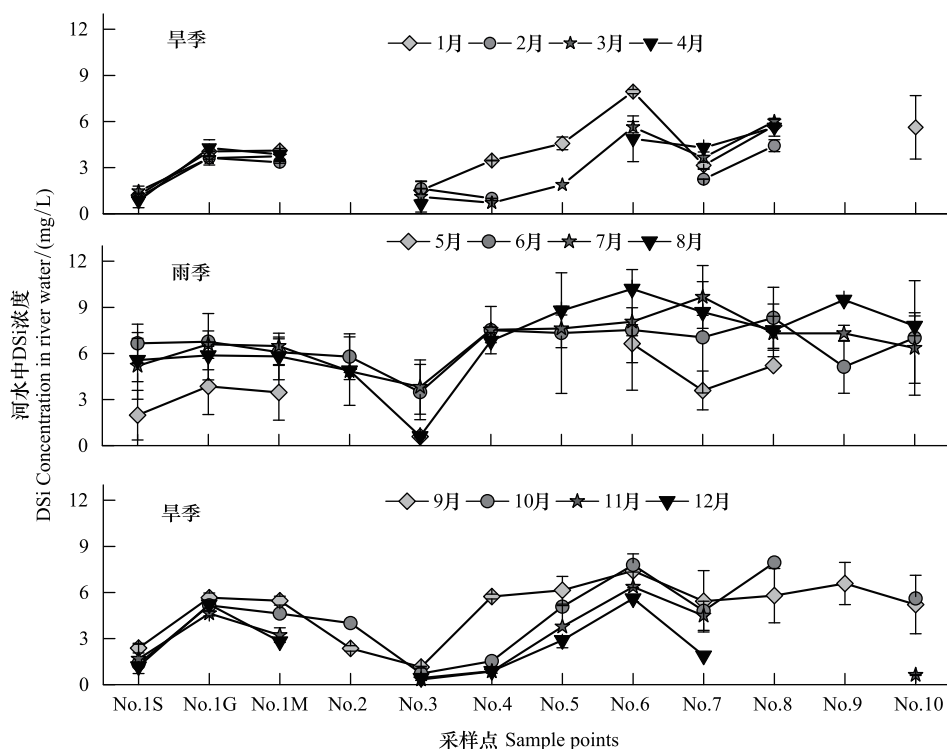 12
旱季
1月 2月 3月 4月
9
6
3
0
12
5月 6月 7月 8月
雨季
9
6
3
0
河水中DSi浓度
DSi Concentration in river water/(mg/L)
12
9月 10月 11月 12月
旱季
9
6
3
0
No.1S No.1G No.1M No.2 No.3 No.4 No.5 No.6 No.7 No.8 No.9 No.10
采样点 Sample points